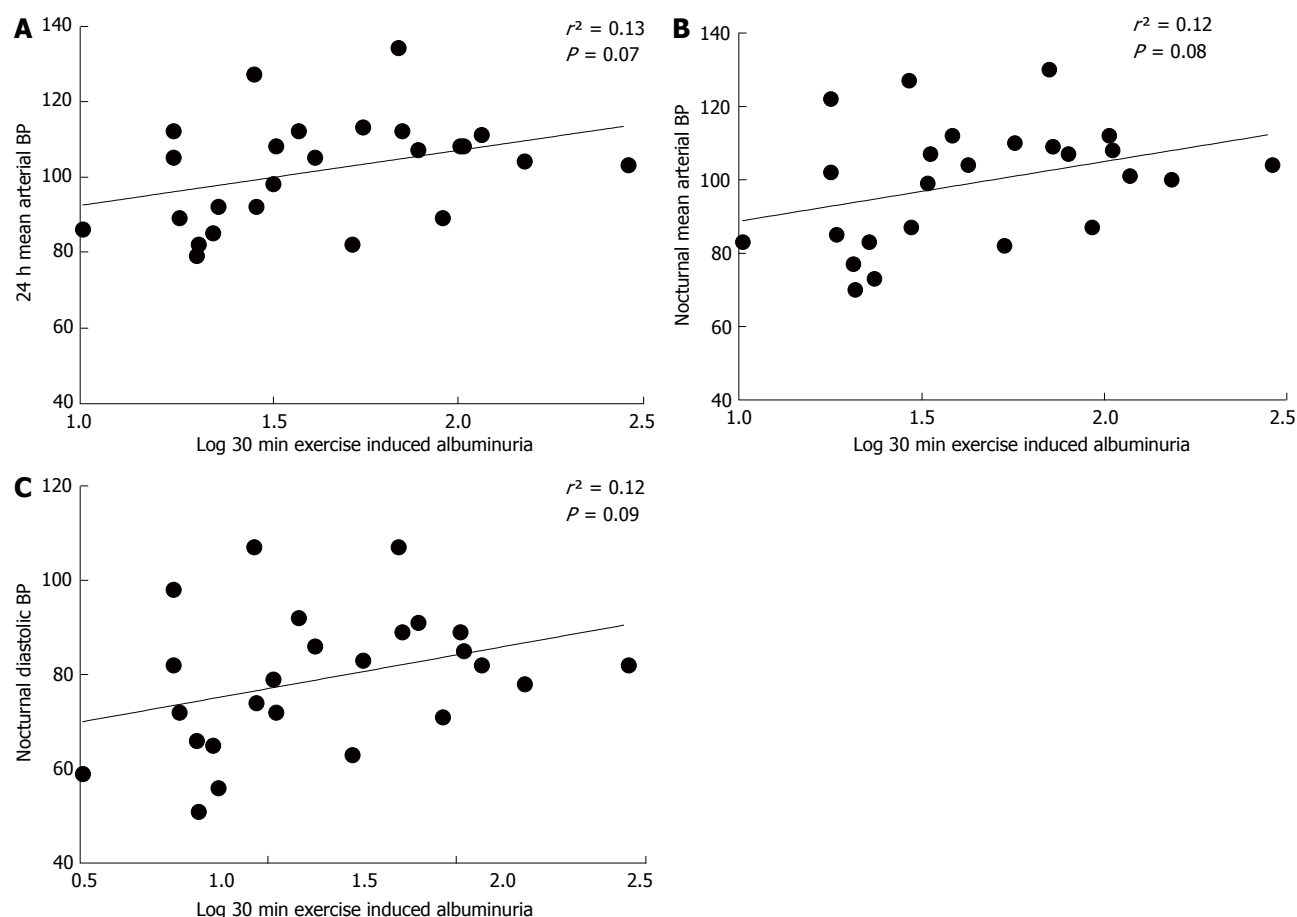 A
r² = 0.13
P = 0.07
24 h mean arterial BP
140
120
100
80
60
40
1.0 1.5 2.0 2.5
Log 30 min exercise induced albuminuria
B
r² = 0.12
P = 0.08
Nocturnal mean arterial BP
140
120
100
80
60
40
1.0 1.5 2.0 2.5
Log 30 min exercise induced albuminuria
C
r² = 0.12
P = 0.09
Nocturnal diastolic BP
120
100
80
60
40
0.5 1.0 1.5 2.0 2.5
Log 30 min exercise induced albuminuria